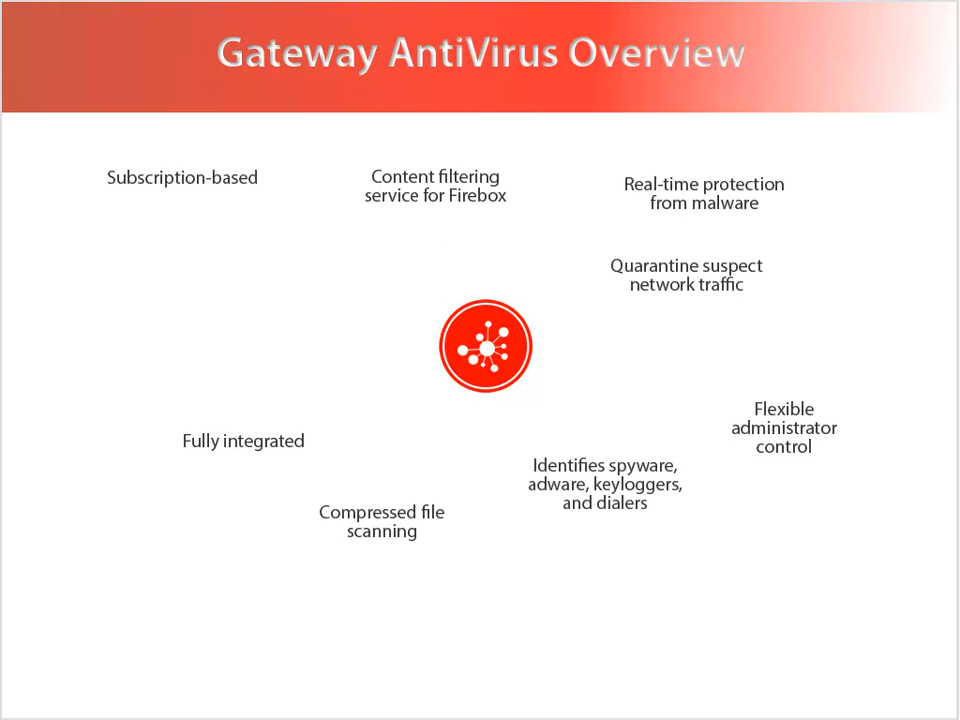 Gateway AntiVirus Overview
Subscription-based
Content filtering
service for Firebox
Real-time protection
from malware
Quarantine suspect
network traffic
Fully integrated
Flexible
administrator
control
Identifies spyware,
adware, keyloggers,
and dialers
Compressed file
scanning